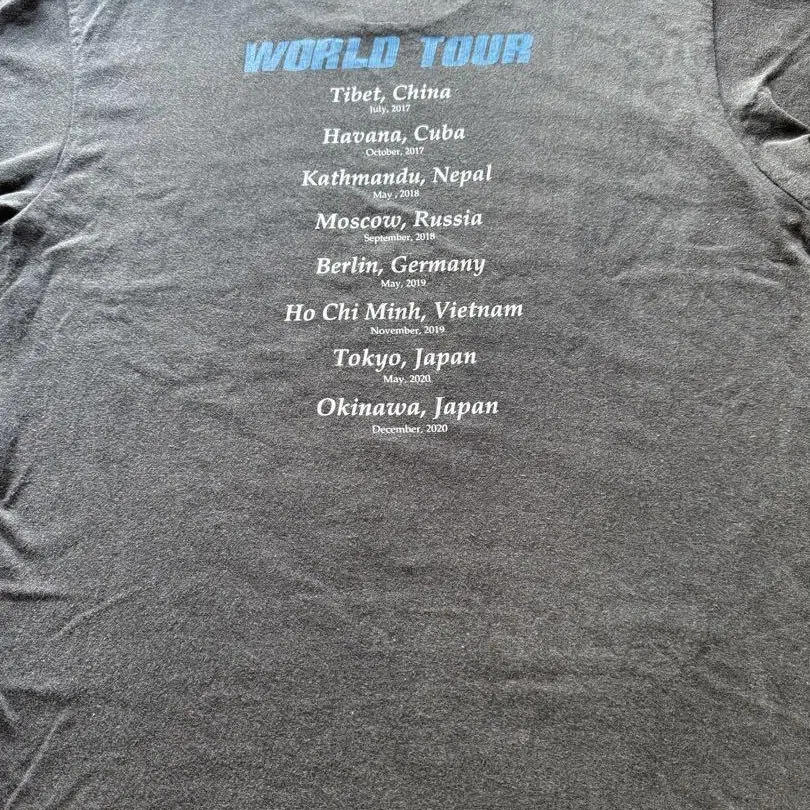 WORLD TOUR
Tibet, China
July, 2017
Havana, Cuba
October, 2017
Kathmandu, Nepal
May , 2018
Moscow, Russia
September, 2018
Berlin, Germany
May, 2019
Ho Chi Minh, Vietnam
November, 2019
Tokyo, Japan
May, 2020
Okinawa, Japan
December, 2020